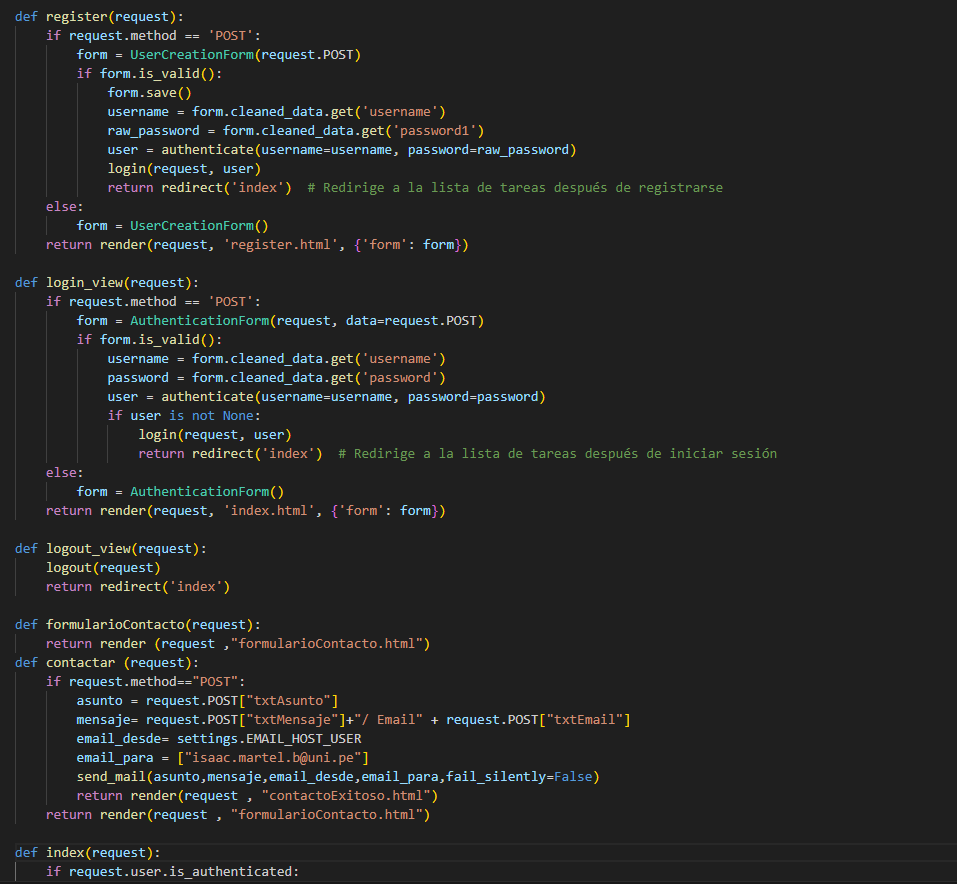 def register(request):
    if request.method == 'POST':
        form = UserCreationForm(request.POST)
        if form.is_valid():
            form.save()
            username = form.cleaned_data.get('username')
            raw_password = form.cleaned_data.get('password1')
            user = authenticate(username=username, password=raw_password)
            login(request, user)
            return redirect('index')  # Redirige a la lista de tareas después de registrarse
    else:
        form = UserCreationForm()
    return render(request, 'register.html', {'form': form})

def login_view(request):
    if request.method == 'POST':
        form = AuthenticationForm(request, data=request.POST)
        if form.is_valid():
            username = form.cleaned_data.get('username')
            password = form.cleaned_data.get('password')
            user = authenticate(username=username, password=password)
            if user is not None:
                login(request, user)
                return redirect('index')  # Redirige a la lista de tareas después de iniciar sesión
    else:
        form = AuthenticationForm()
    return render(request, 'index.html', {'form': form})

def logout_view(request):
    logout(request)
    return redirect('index')

def formularioContacto(request):
    return render (request ,"formularioContacto.html")
def contactar (request):
    if request.method=="POST":
        asunto = request.POST["txtAsunto"]
        mensaje= request.POST["txtMensaje"]+"/ Email" + request.POST["txtEmail"]
        email_desde= settings.EMAIL_HOST_USER
        email_para = ["isaac.martel.b@uni.pe"]
        send_mail(asunto,mensaje,email_desde,email_para,fail_silently=False)
        return render(request , "contactoExitoso.html")
    return render(request , "formularioContacto.html")

def index(request):
    if request.user.is_authenticated: